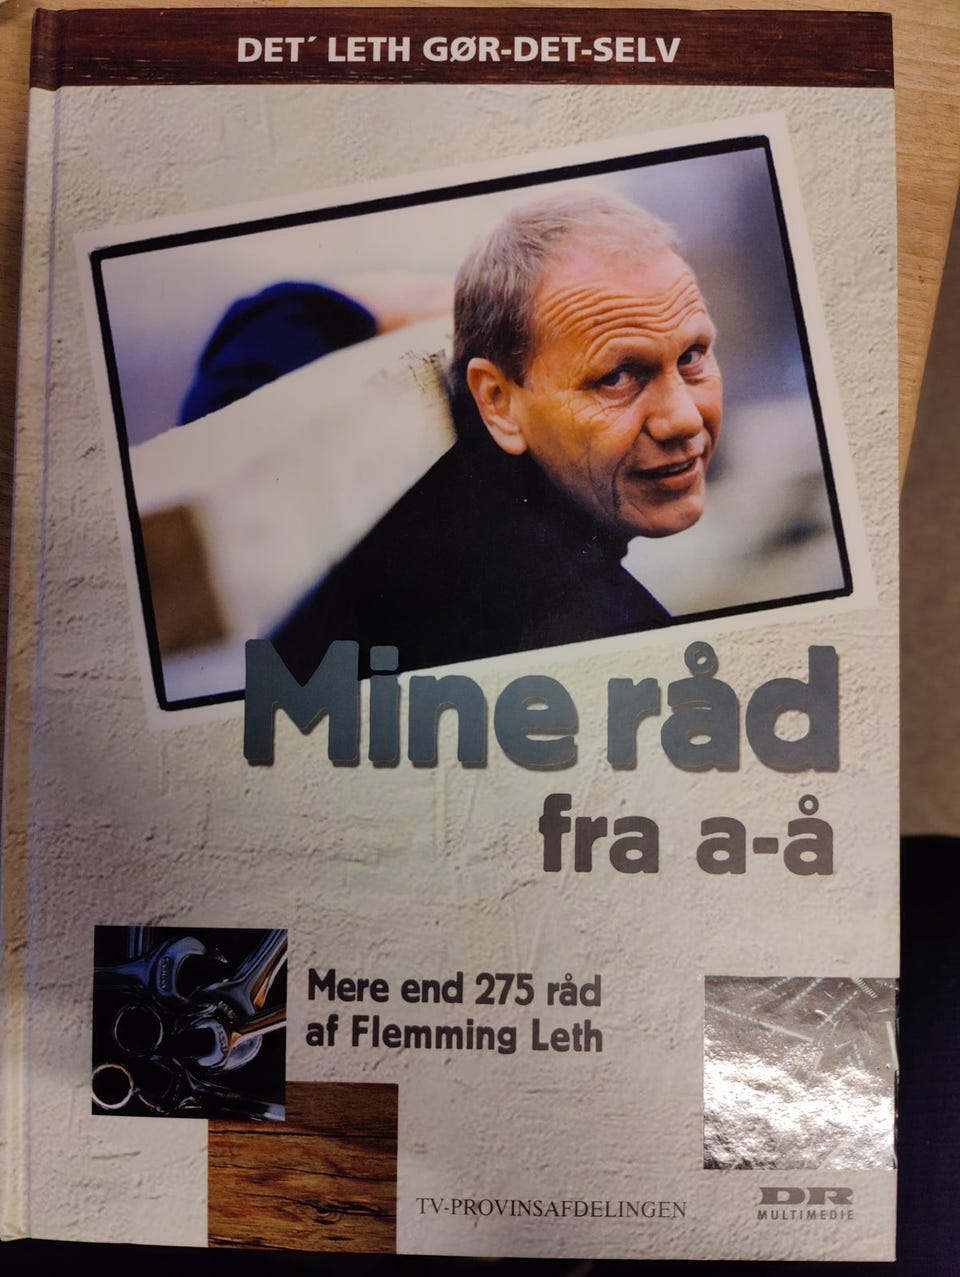 DET´ LETH GØR-DET-SELV
Mine råd
fra a-å
Mere end 275 råd
af Flemming Leth
TV-PROVINSAFDELINGEN
DR
MULTIMEDIE